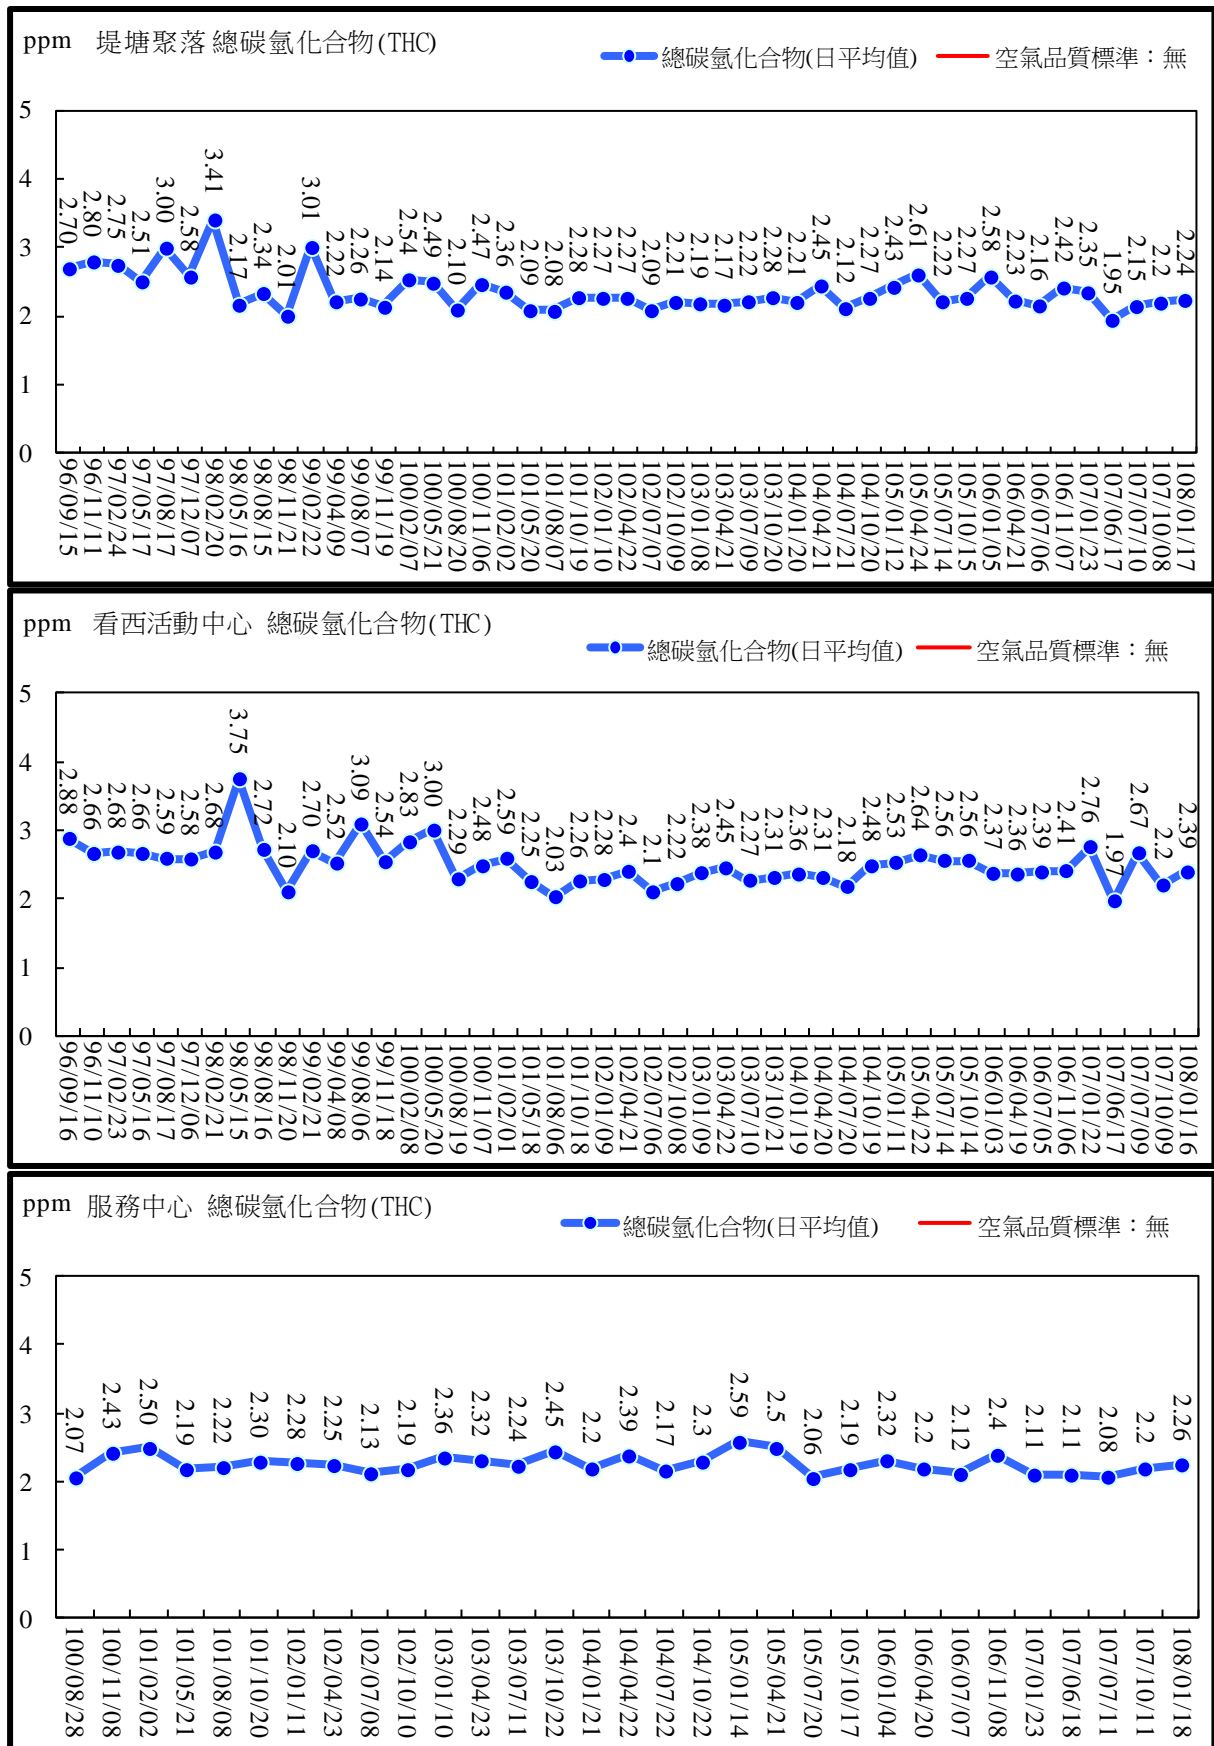 ppm 堤塘聚落 總碳氫化合物(THC)
總碳氫化合物(日平均值) 空氣品質標準：無
5
4
3
2
1
0
2.70 2.80 2.75 2.51 3.00 2.58 3.41 2.17 2.34 2.01 3.01 2.22 2.26 2.14 2.54 2.49 2.10 2.47 2.36 2.09 2.08 2.28 2.27 2.27 2.09 2.21 2.19 2.17 2.22 2.28 2.21 2.45 2.12 2.27 2.43 2.61 2.22 2.27 2.58 2.23 2.16 2.42 2.35 1.95 2.15 2.2 2.24
96/09/15 96/11/11 97/02/24 97/05/17 97/08/17 97/12/07 98/02/20 98/05/16 98/08/15 98/11/21 99/02/22 99/04/09 99/08/07 99/11/19 100/02/07 100/05/21 100/08/20 100/11/06 101/02/02 101/05/20 101/08/07 101/10/19 102/01/10 102/04/22 102/07/07 102/10/09 103/01/08 103/04/21 103/07/09 103/10/20 104/01/20 104/04/21 104/07/21 104/10/20 105/01/12 105/04/24 105/07/14 105/10/15 106/01/05 106/04/21 106/07/06 106/11/07 107/01/23 107/06/17 107/07/10 107/10/08 108/01/17
ppm 看西活動中心 總碳氫化合物(THC)
總碳氫化合物(日平均值) 空氣品質標準：無
5
4
3
2
1
0
2.88 2.66 2.68 2.66 2.59 2.58 2.68 3.75 2.72 2.10 2.70 2.52 3.09 2.54 2.83 3.00 2.29 2.48 2.59 2.25 2.03 2.26 2.28 2.4 2.1 2.22 2.38 2.45 2.27 2.31 2.36 2.31 2.18 2.48 2.53 2.64 2.56 2.56 2.37 2.36 2.39 2.41 2.76 1.97 2.67 2.2 2.39
96/09/16 96/11/10 97/02/23 97/05/16 97/08/17 97/12/06 98/02/21 98/05/15 98/08/16 98/11/20 99/02/21 99/04/08 99/08/06 99/11/18 100/02/08 100/05/20 100/08/19 100/11/07 101/02/01 101/05/18 101/08/06 101/10/18 102/01/09 102/04/21 102/07/06 102/10/08 103/01/09 103/04/22 103/07/10 103/10/21 104/01/19 104/04/20 104/07/20 104/10/19 105/01/11 105/04/22 105/07/14 105/10/14 106/01/03 106/04/19 106/07/05 106/11/06 107/01/22 107/06/17 107/07/09 107/10/09 108/01/16
ppm 服務中心 總碳氫化合物(THC)
總碳氫化合物(日平均值) 空氣品質標準：無
5
4
3
2
1
0
2.07 2.43 2.50 2.19 2.22 2.30 2.28 2.25 2.13 2.19 2.36 2.32 2.24 2.45 2.2 2.39 2.17 2.3 2.59 2.5 2.06 2.19 2.32 2.2 2.12 2.4 2.11 2.11 2.08 2.2 2.26
100/08/28 100/11/08 101/02/02 101/05/21 101/08/08 101/10/20 102/01/11 102/04/23 102/07/08 102/10/10 103/01/10 103/04/23 103/07/11 103/10/22 104/01/21 104/04/22 104/07/22 104/10/22 105/01/14 105/04/21 105/07/20 105/10/17 106/01/04 106/04/20 106/07/07 106/11/08 107/01/23 107/06/18 107/07/11 107/10/11 108/01/18